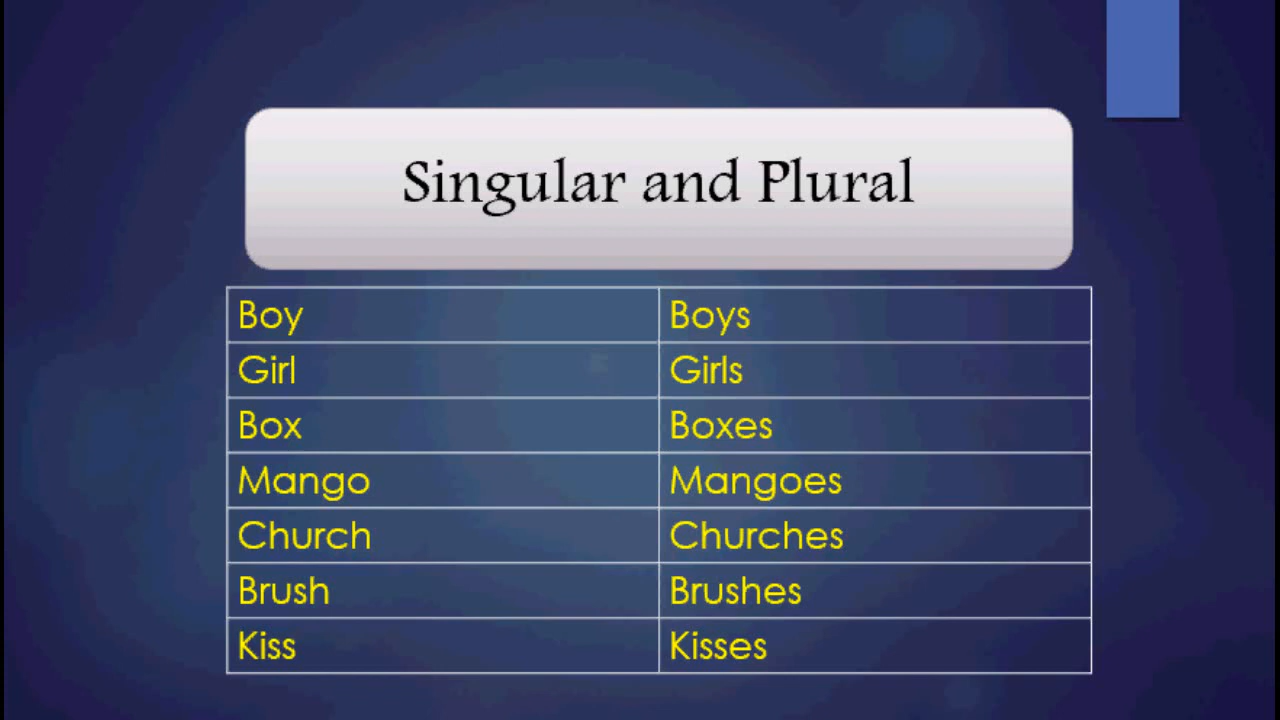 Singular and Plural
Boy Boys
Girl Girls
Box Boxes
Mango Mangoes
Church Churches
Brush Brushes
Kiss Kisses